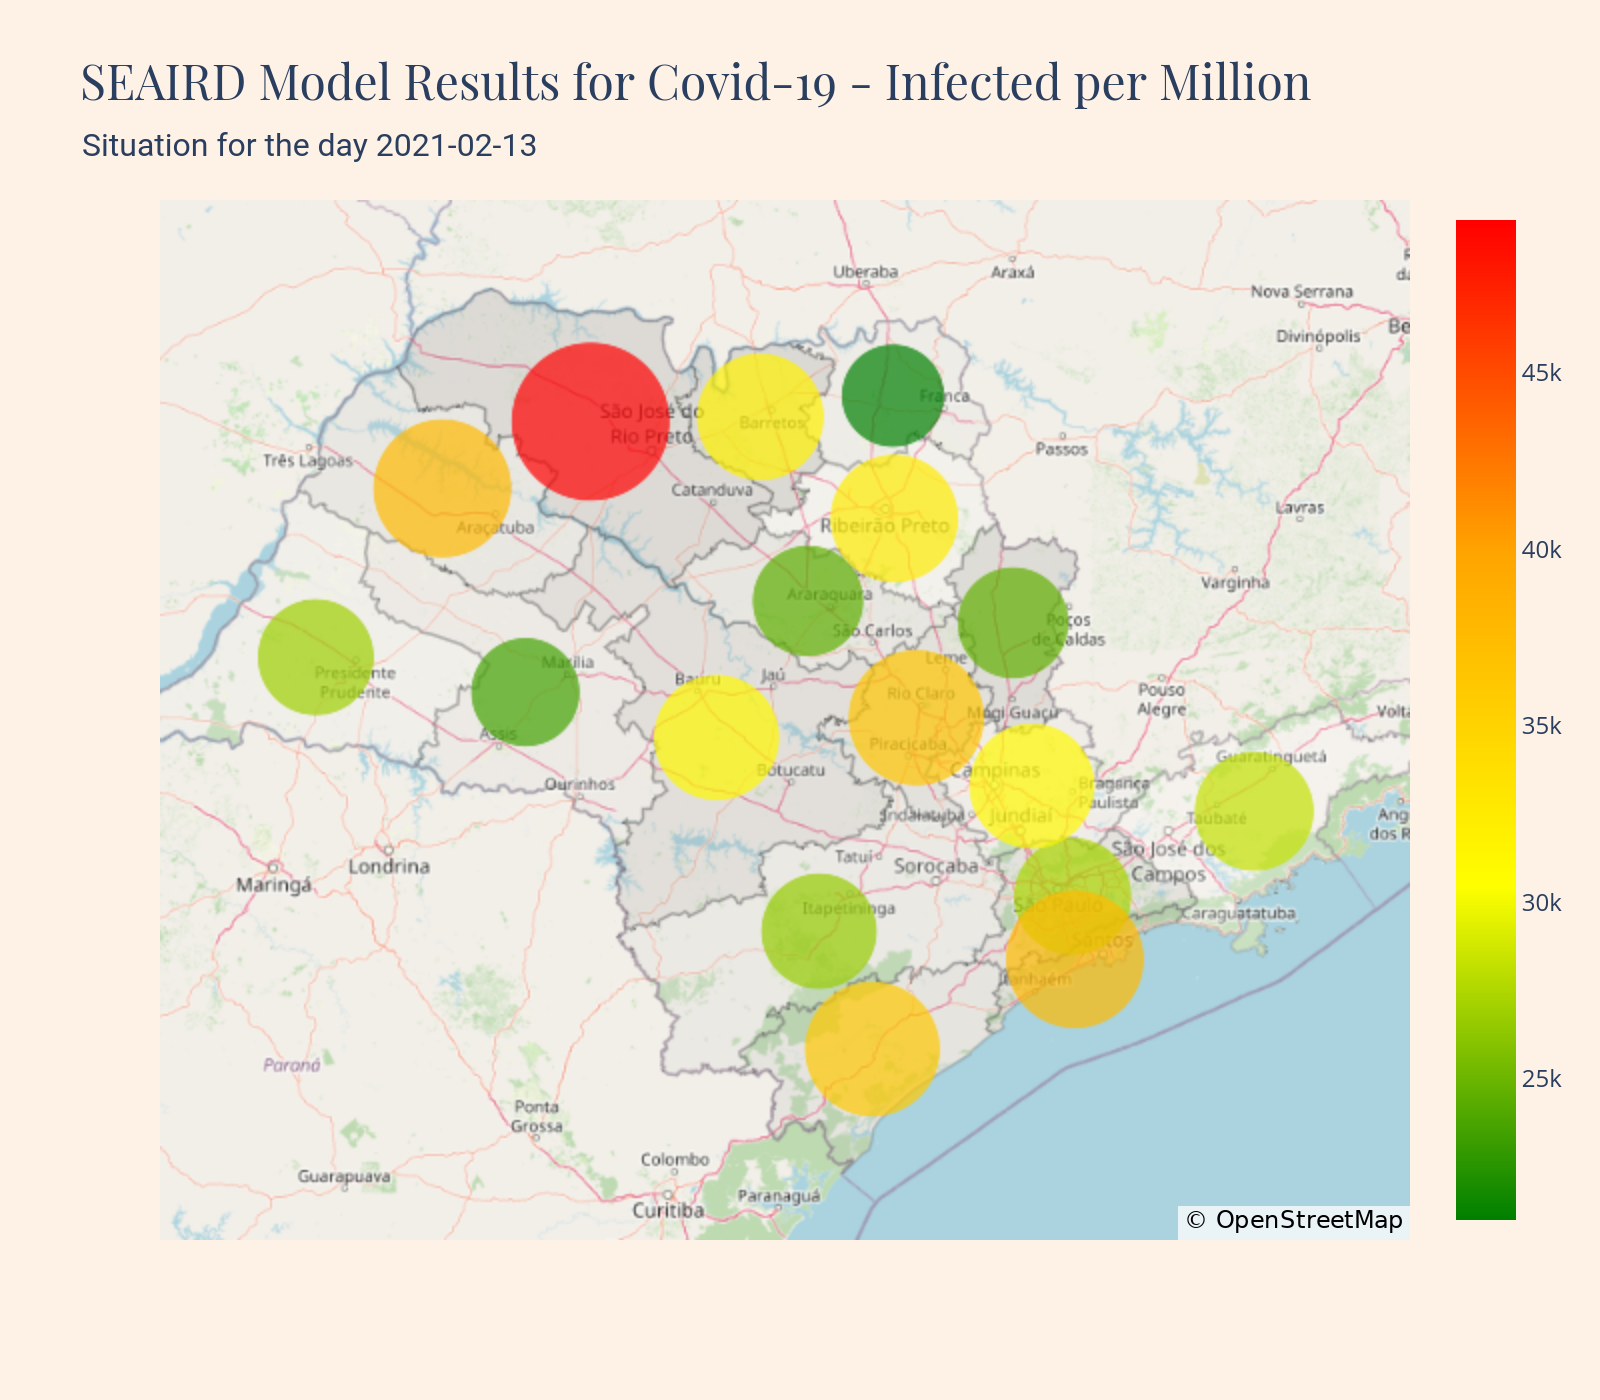 SEAIRD Model Results for Covid-19 - Infected per Million
Situation for the day 2021-02-13
Uberaba
Araxá
Nova Serrana
Divinópolis
45k
Franca
São José do
Rio Preto
Barretos
Passos
Três Lagoas
Catanduva
Araçatuba
Ribeirão Preto
Lavras
40k
Varginha
Araraquara
São Carlos
Poços
de Caldas
Leme
Marília
Presidente
Prudente
Bauru
Jaú
Rio Claro
Mogi Guaçu
Pouso
Alegre
35k
Assis
Piracicaba
Guaratinguetá
Botucatu
Campinas
Ourinhos
Bragança
Paulista
Indaiatuba
Jundiaí
Taubaté
Londrina
Maringá
Tatuí
Sorocaba
São José dos
Campos
30k
Itapetininga
São Paulo
Caraguatatuba
Santos
Itanhaém
Paraná
25k
Ponta
Grossa
Guarapuava
Colombo
Curitiba
Paranaguá
© OpenStreetMap